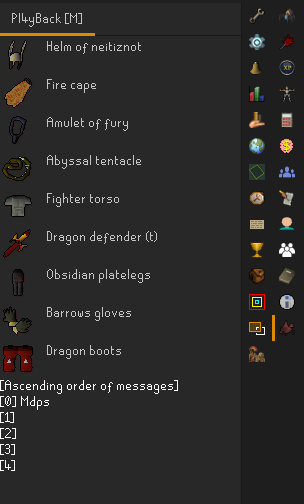 Pl4yBack [M]
Helm of neitiznot
Fire cape
Amulet of fury
Abyssal tentacle
Fighter torso
Dragon defender (t)
Obsidian platelegs
Barrows gloves
Dragon boots
[Ascending order of messages]
[0] Mdps
[1]
[2]
[3]
[4]